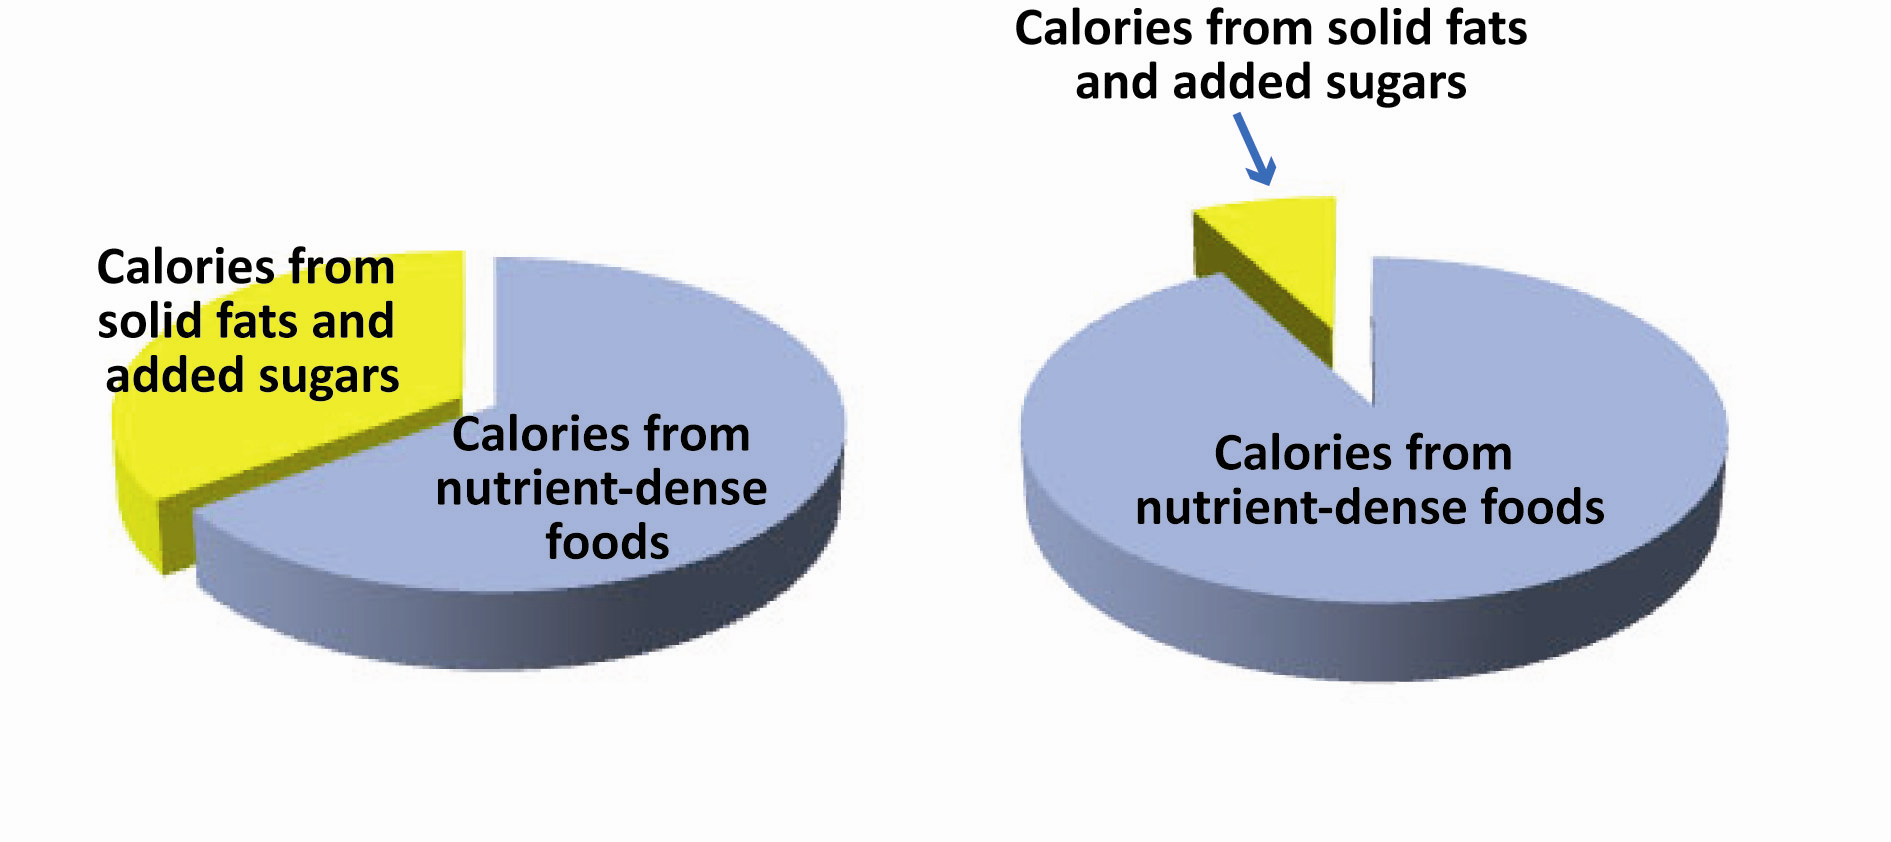 Calories from
solid fats and
added sugars
Calories from
nutrient-dense
foods
Calories from solid fats
and added sugars
Calories from
nutrient-dense foods